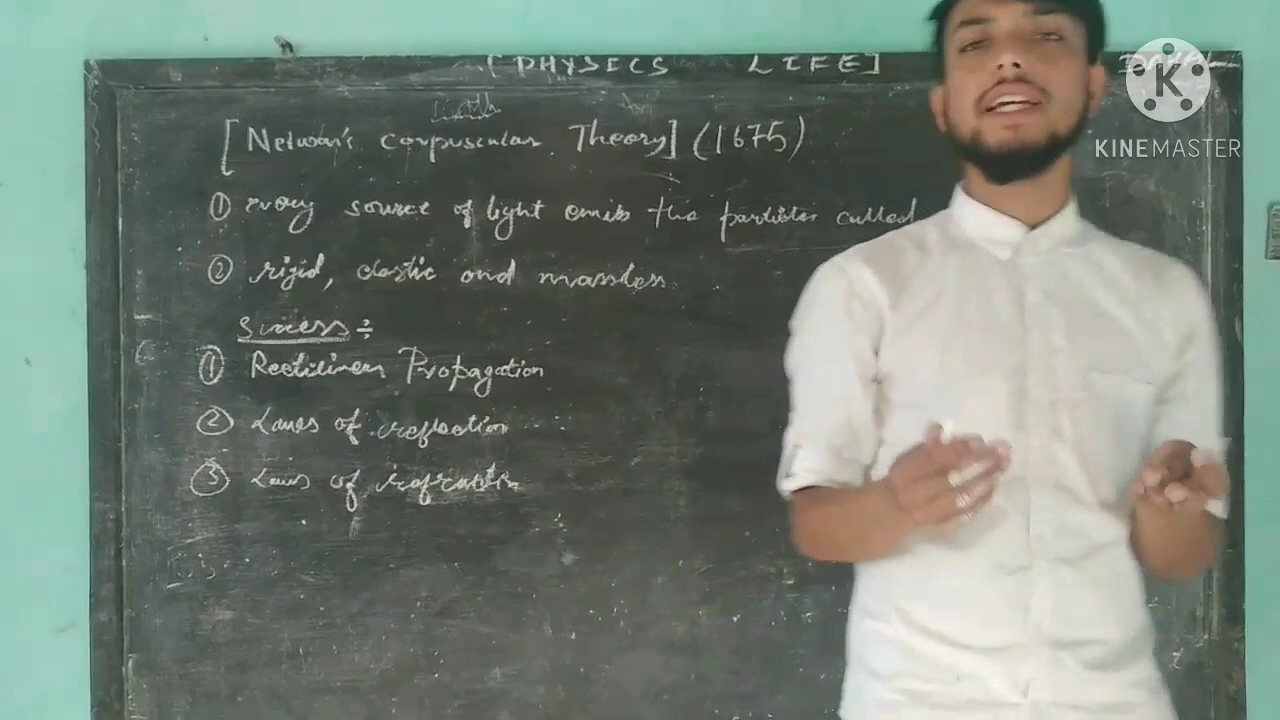 [PHYSICS LIFE]
KINEMASTER
[Netwon's corpuscular Theory] (1675)
① every source of light emits the particles called
② rigid, elastic and massless
Success ÷
① Rectilinear Propagation
② Laws of reflection
③ Laws of refraction